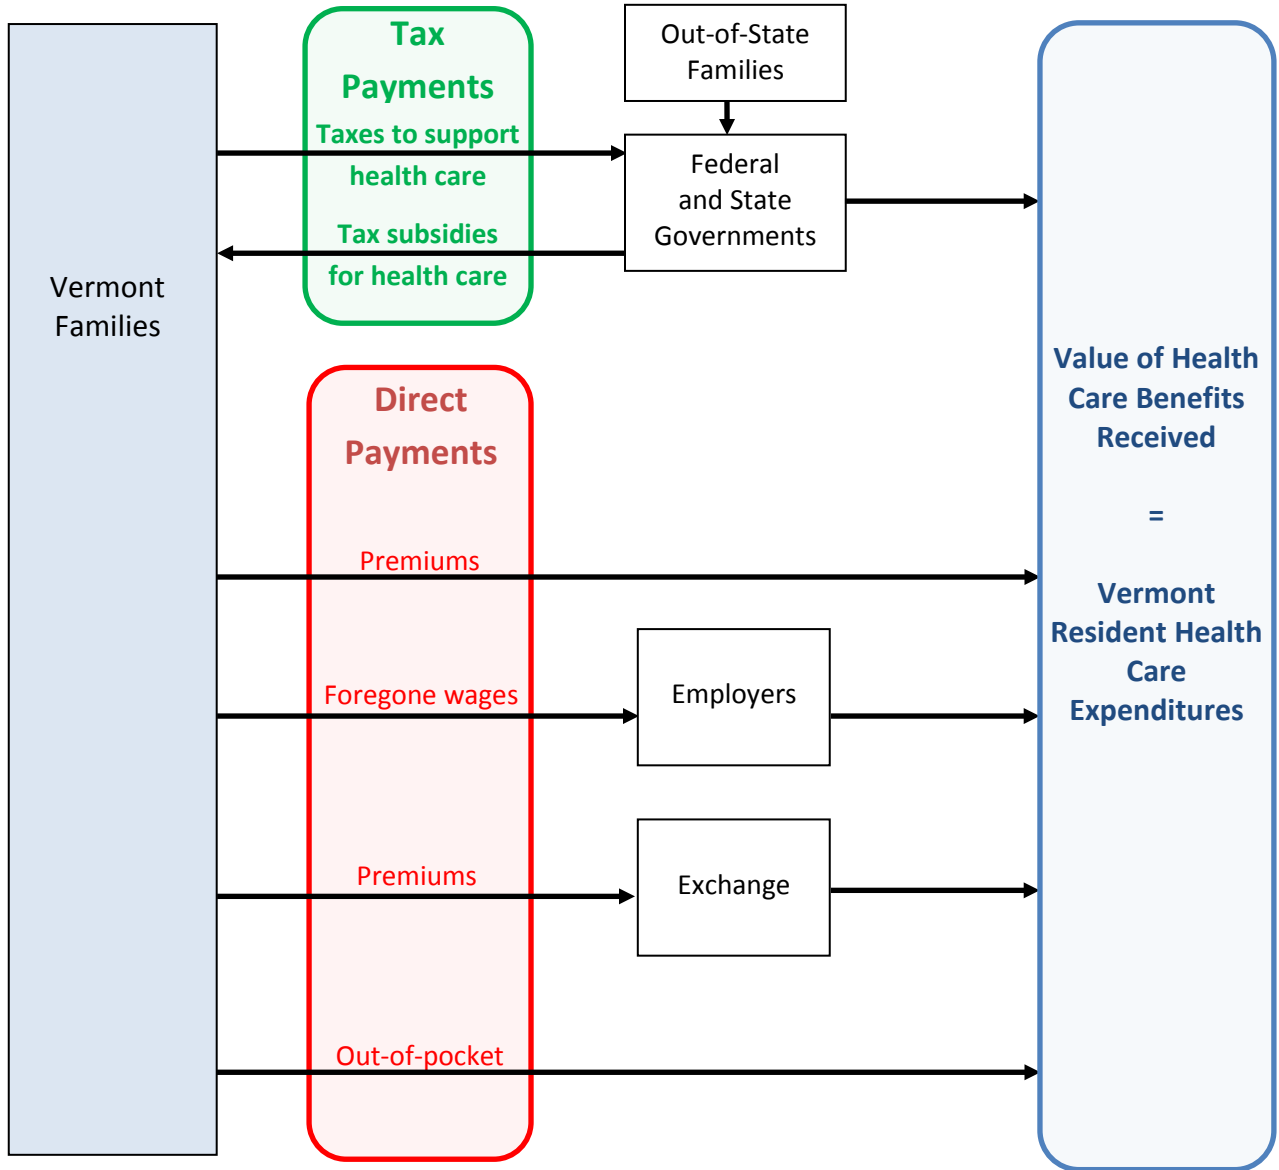 Vermont
Families
Tax
Payments
Taxes to support
health care
Tax subsidies
for health care
Out-of-State
Families
Federal
and State
Governments
Direct
Payments
Premiums
Foregone wages
Employers
Premiums
Exchange
Out-of-pocket
Value of Health
Care Benefits
Received
=
Vermont
Resident Health
Care
Expenditures